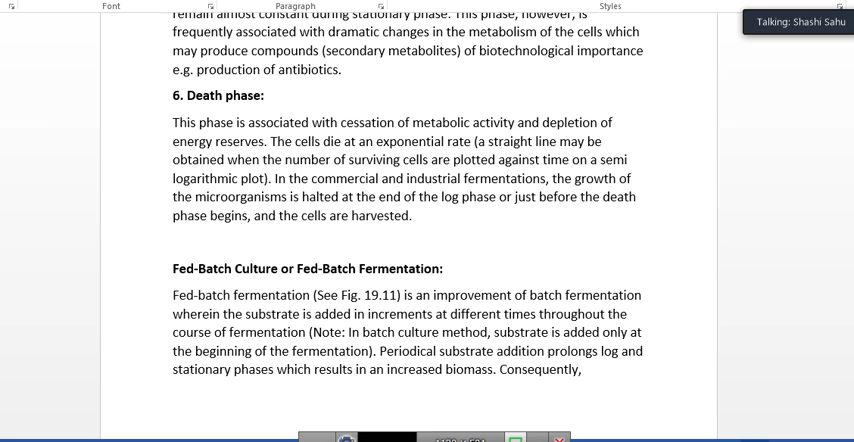 Font Paragraph Styles
Talking: Shashi Sahu
remain almost constant during stationary phase. This phase, however, is
frequently associated with dramatic changes in the metabolism of the cells which
may produce compounds (secondary metabolites) of biotechnological importance
e.g. production of antibiotics.
6. Death phase:
This phase is associated with cessation of metabolic activity and depletion of
energy reserves. The cells die at an exponential rate (a straight line may be
obtained when the number of surviving cells are plotted against time on a semi
logarithmic plot). In the commercial and industrial fermentations, the growth of
the microorganisms is halted at the end of the log phase or just before the death
phase begins, and the cells are harvested.
Fed-Batch Culture or Fed-Batch Fermentation:
Fed-batch fermentation (See Fig. 19.11) is an improvement of batch fermentation
wherein the substrate is added in increments at different times throughout the
course of fermentation (Note: In batch culture method, substrate is added only at
the beginning of the fermentation). Periodical substrate addition prolongs log and
stationary phases which results in an increased biomass. Consequently,